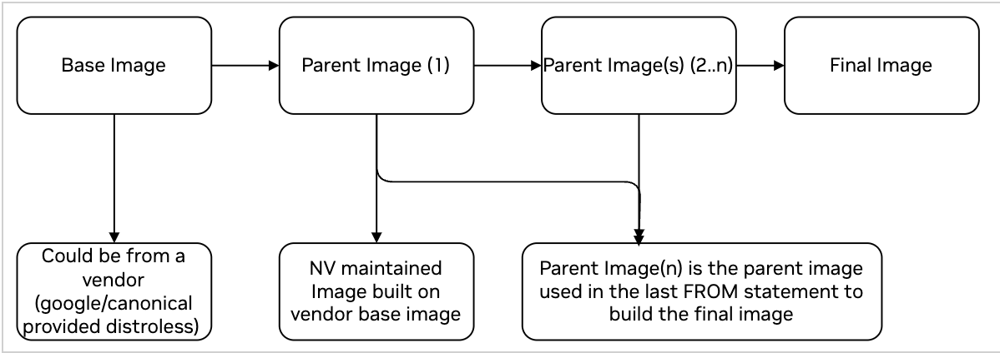 Base Image
Parent Image (1)
Parent Image(s) (2..n)
Final Image
Could be from a
vendor
(google/canonical
provided distroless)
NV maintained
Image built on
vendor base image
Parent Image(n) is the parent image
used in the last FROM statement to
build the final image